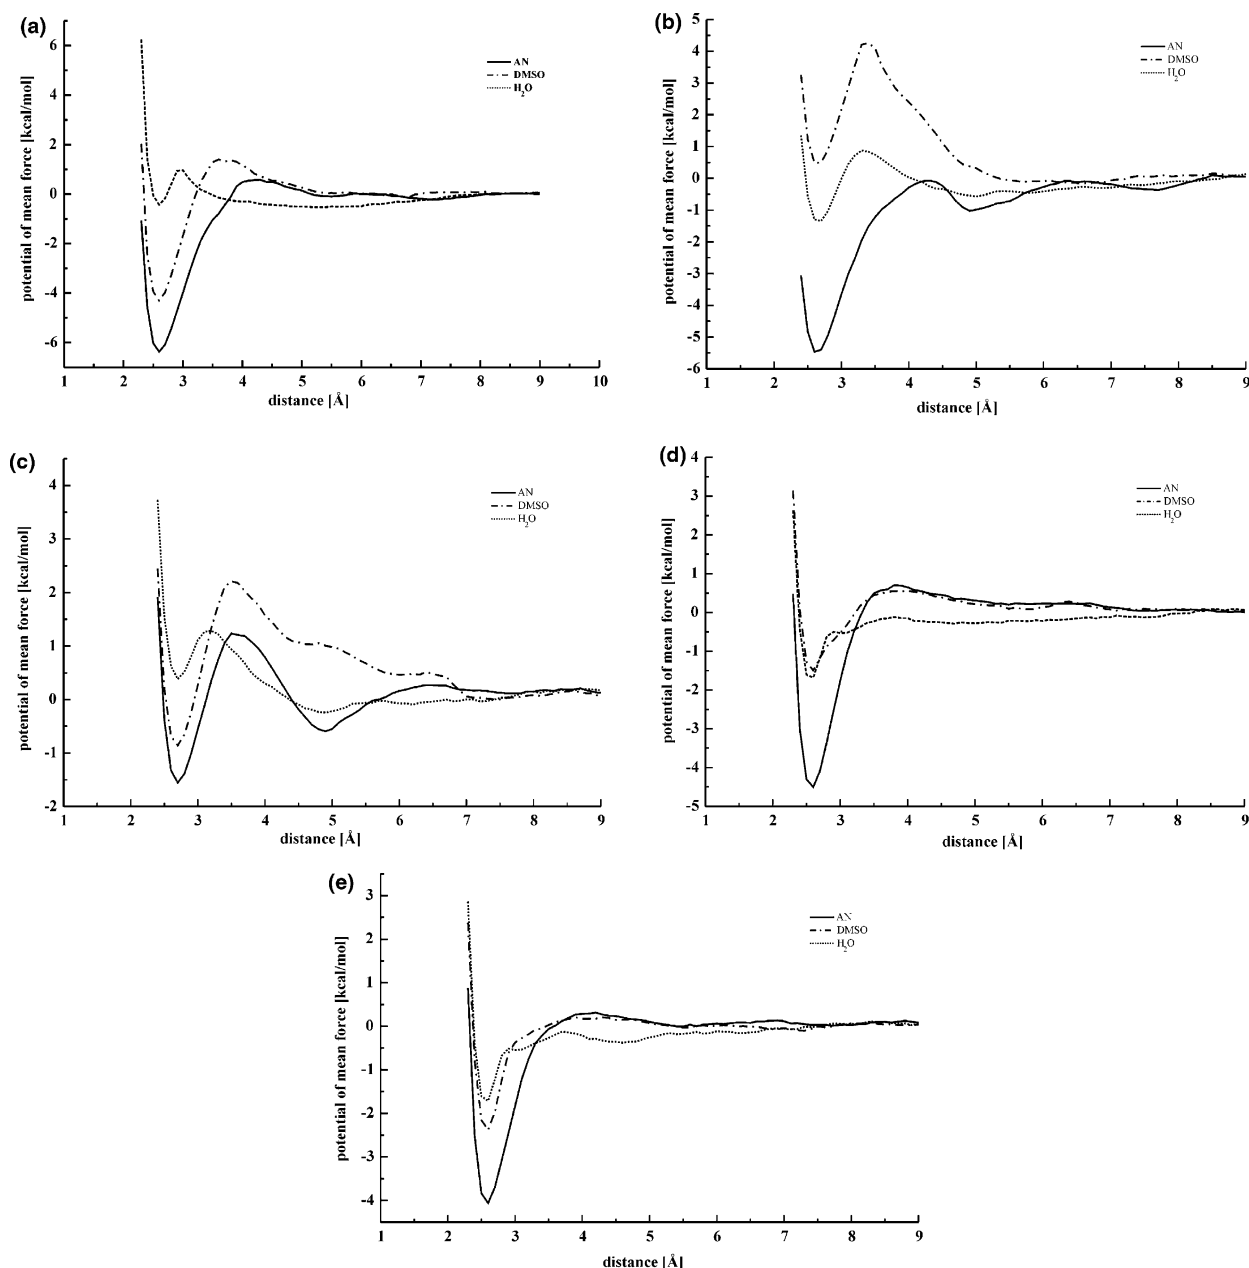 (a)
potential of mean force [kcal/mol]
6
4
2
0
-2
-4
-6
1 2 3 4 5 6 7 8 9 10
distance [Å]
AN
DMSO
H2O
(b)
potential of mean force [kcal/mol]
5
4
3
2
1
0
-1
-2
-3
-4
-5
-6
1 2 3 4 5 6 7 8 9
distance [Å]
AN
DMSO
H2O
(c)
potential of mean force [kcal/mol]
4
3
2
1
0
-1
-2
1 2 3 4 5 6 7 8 9
distance [Å]
AN
DMSO
H2O
(d)
potential of mean force [kcal/mol]
4
3
2
1
0
-1
-2
-3
-4
-5
1 2 3 4 5 6 7 8 9
distance [Å]
AN
DMSO
H2O
(e)
potential of mean force [kcal/mol]
3
2
1
0
-1
-2
-3
-4
1 2 3 4 5 6 7 8 9
distance [Å]
AN
DMSO
H2O